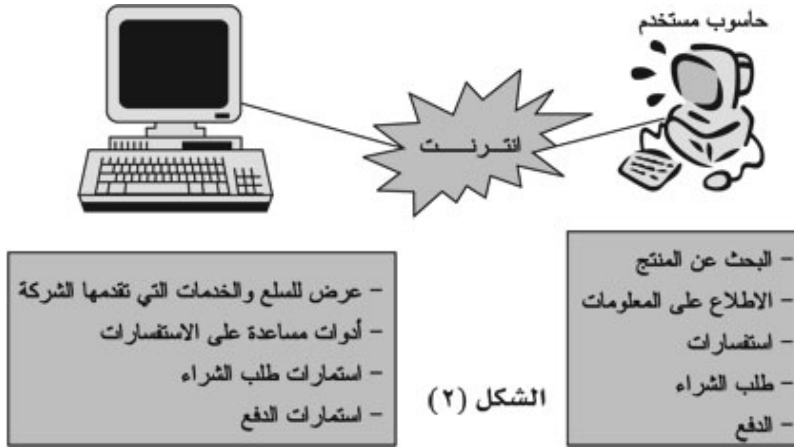 حاسوب مستخدم
انترنت
- البحث عن المنتج
- الاطلاع على المعلومات
- استفسارات
- طلب الشراء
- الدفع
- عرض للسلع والخدمات التي تقدمها الشركة
- أدوات مساعدة على الاستفسارات
- استمارات طلب الشراء
- استمارات الدفع
الشكل (٢)